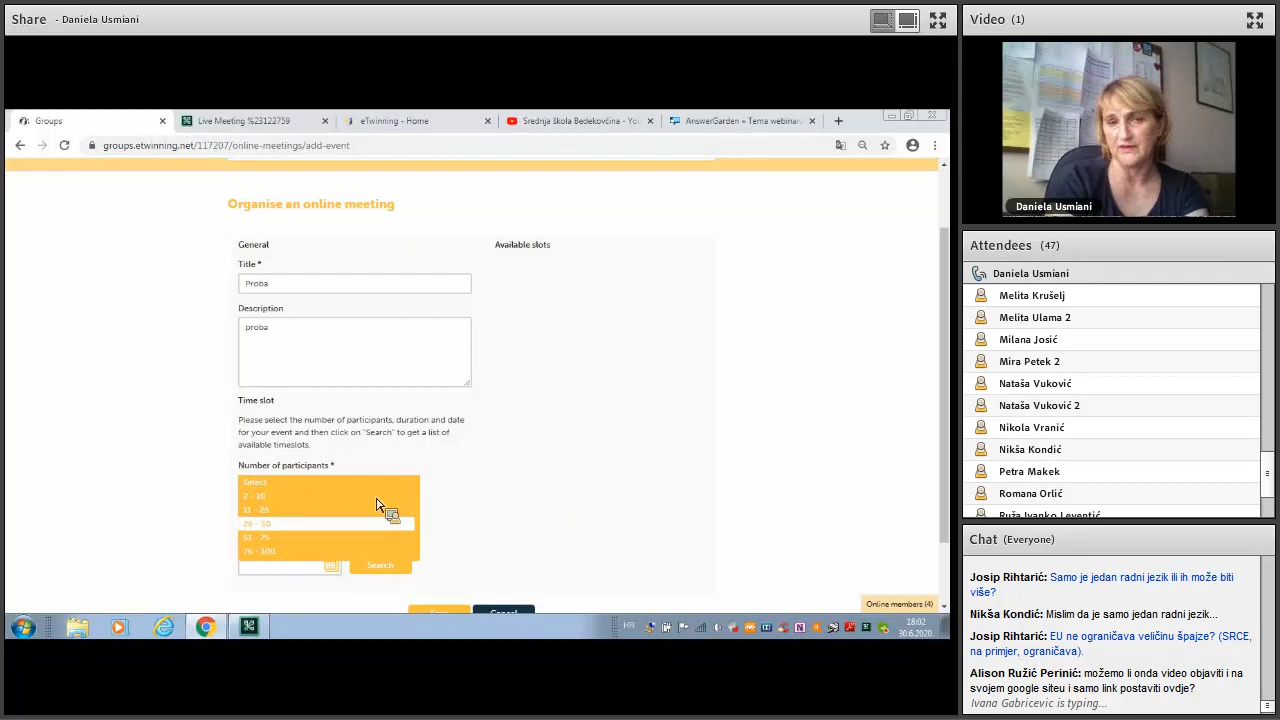 Share - Daniela Usmiani
Groups
Live Meeting %23122759
eTwinning - Home
Srednja škola Bedekovčina - Yo
AnswerGarden » Tema webinar
groups.etwinning.net/117207/online-meetings/add-event
Organise an online meeting
General
Title *
Proba
Description
proba
Time slot
Please select the number of participants, duration and date
for your event and then click on "Search" to get a list of
available timeslots.
Number of participants *
Select
2 - 10
11 - 25
26 - 50
51 - 75
76 - 100
Search
Cancel
Available slots
Online members (4)
HR
18:02
30.6.2020.
Video (1)
Daniela Usmiani
Attendees (47)
Daniela Usmiani
Melita Krušelj
Melita Ulama 2
Milana Josić
Mira Petek 2
Nataša Vuković
Nataša Vuković 2
Nikola Vranić
Nikša Kondić
Petra Makek
Romana Orlić
Ruža Ivanko Leventić
Chat (Everyone)
Josip Rihtarić: Samo je jedan radni jezik ili ih može biti
više?
Nikša Kondić: Mislim da je samo jedan radni jezik...
Josip Rihtarić: EU ne ograničava veličinu špajze? (SRCE,
na primjer, ograničava).
Alison Ružić Perinić: možemo li onda video objaviti i na
svojem google siteu i samo link postaviti ovdje?
Ivana Gabricevic is typing...